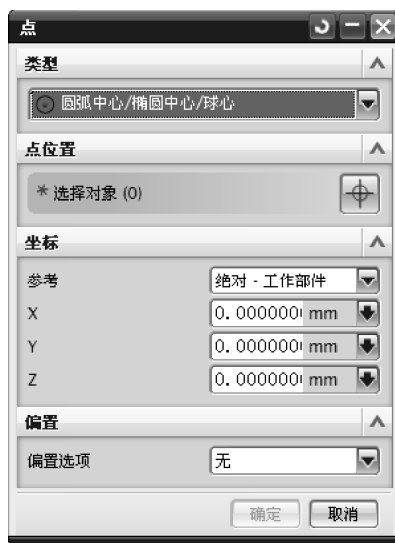 点
类型
圆弧中心/椭圆中心/球心
点位置
* 选择对象 (0)
坐标
参考 绝对 - 工作部件
X 0.000000 mm
Y 0.000000 mm
Z 0.000000 mm
偏置
偏置选项 无
确定 取消